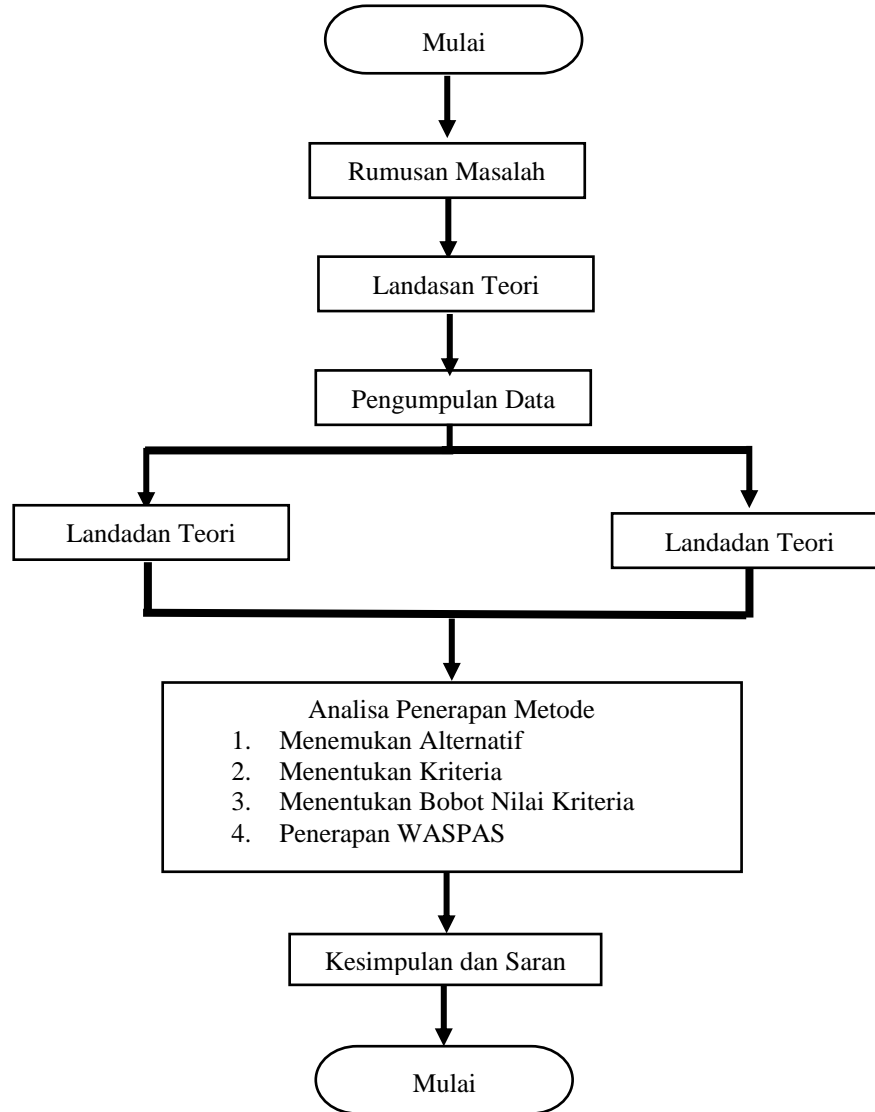 Mulai
Rumusan Masalah
Landasan Teori
Pengumpulan Data
Landadan Teori
Landadan Teori
Analisa Penerapan Metode
1. Menemukan Alternatif
2. Menentukan Kriteria
3. Menentukan Bobot Nilai Kriteria
4. Penerapan WASPAS
Kesimpulan dan Saran
Mulai